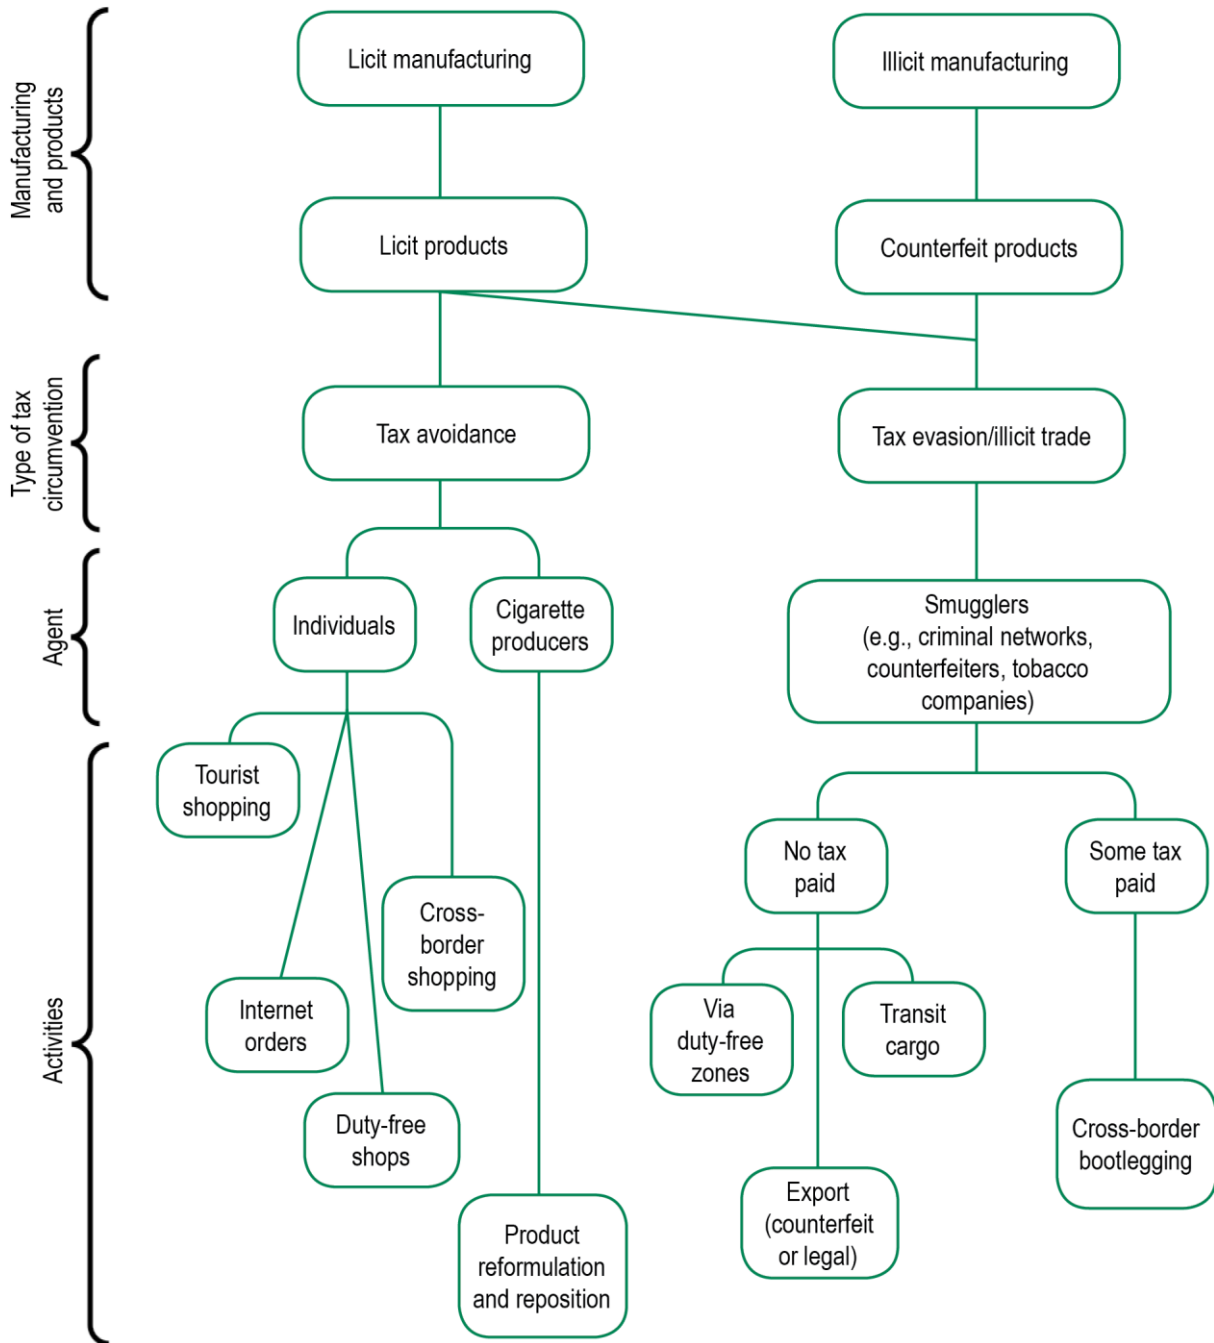 Manufacturing
and products
Licit manufacturing
Illicit manufacturing
Licit products
Counterfeit products
Type of tax
circumvention
Tax avoidance
Tax evasion/illicit trade
Agent
Individuals
Cigarette
producers
Smugglers
(e.g., criminal networks,
counterfeiters, tobacco
companies)
Activities
Tourist
shopping
Internet
orders
Duty-free
shops
Cross-
border
shopping
Product
reformulation
and reposition
No tax
paid
Some tax
paid
Via
duty-free
zones
Export
(counterfeit
or legal)
Transit
cargo
Cross-border
bootlegging